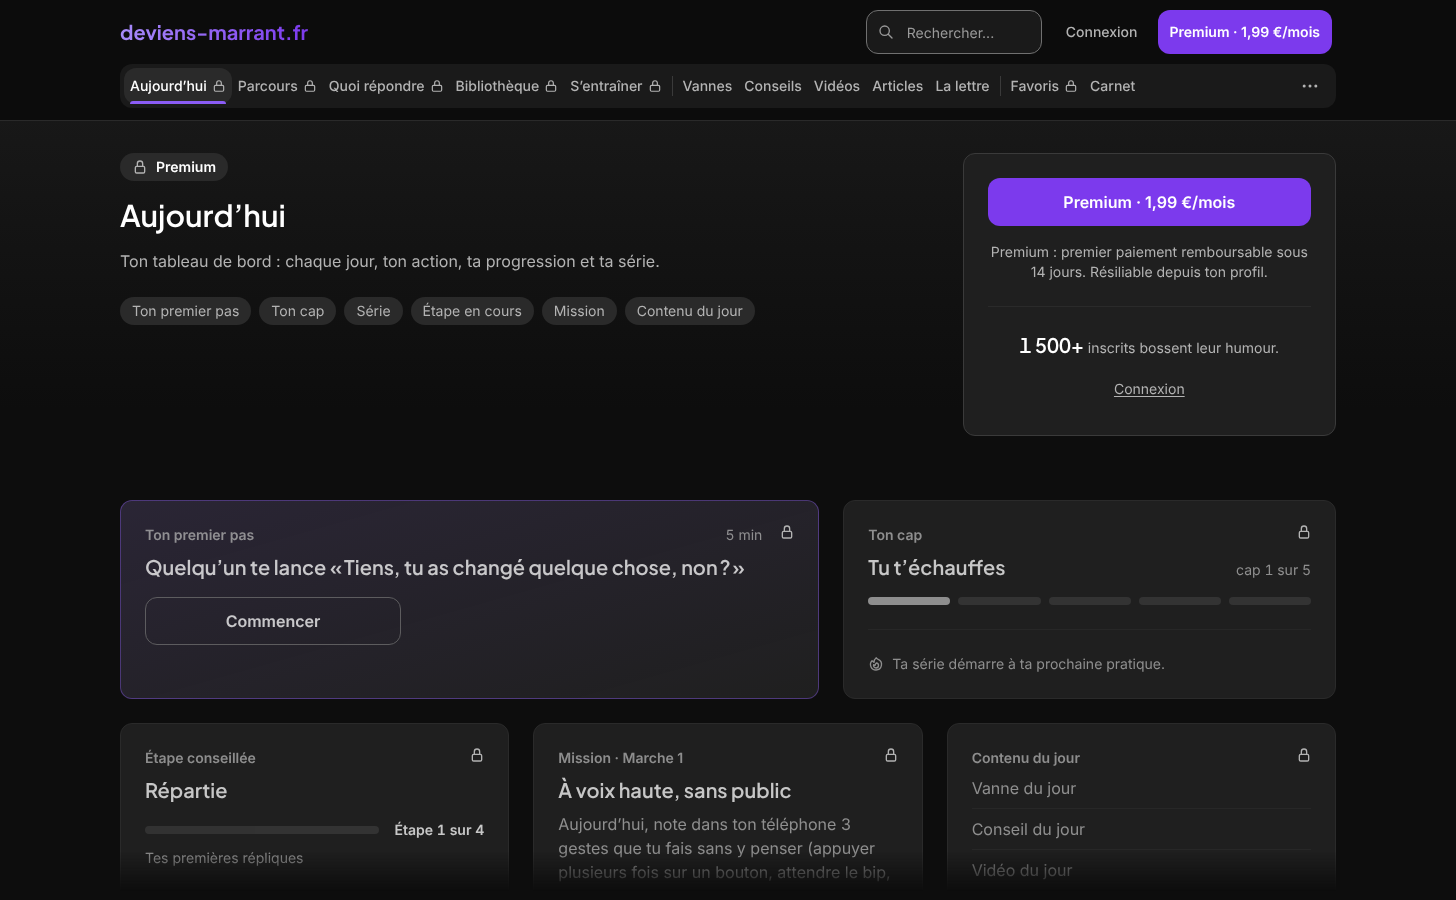 deviens-marrant.fr
Rechercher...
Connexion
Premium · 1,99 €/mois
Aujourd’hui
Parcours
Quoi répondre
Bibliothèque
S’entraîner
Vannes
Conseils
Vidéos
Articles
La lettre
Favoris
Carnet
Premium
Aujourd’hui
Ton tableau de bord : chaque jour, ton action, ta progression et ta série.
Ton premier pas
Ton cap
Série
Étape en cours
Mission
Contenu du jour
Premium · 1,99 €/mois
Premium : premier paiement remboursable sous
14 jours. Résiliable depuis ton profil.
1 500+ inscrits bossent leur humour.
Connexion
Ton premier pas
5 min
Quelqu’un te lance « Tiens, tu as changé quelque chose, non ? »
Commencer
Ton cap
Tu t’échauffes
cap 1 sur 5
Ta série démarre à ta prochaine pratique.
Étape conseillée
Répartie
Étape 1 sur 4
Tes premières répliques
Mission · Marche 1
À voix haute, sans public
Aujourd’hui, note dans ton téléphone 3
gestes que tu fais sans y penser (appuyer
plusieurs fois sur un bouton, attendre le bip,
Contenu du jour
Vanne du jour
Conseil du jour
Vidéo du jour